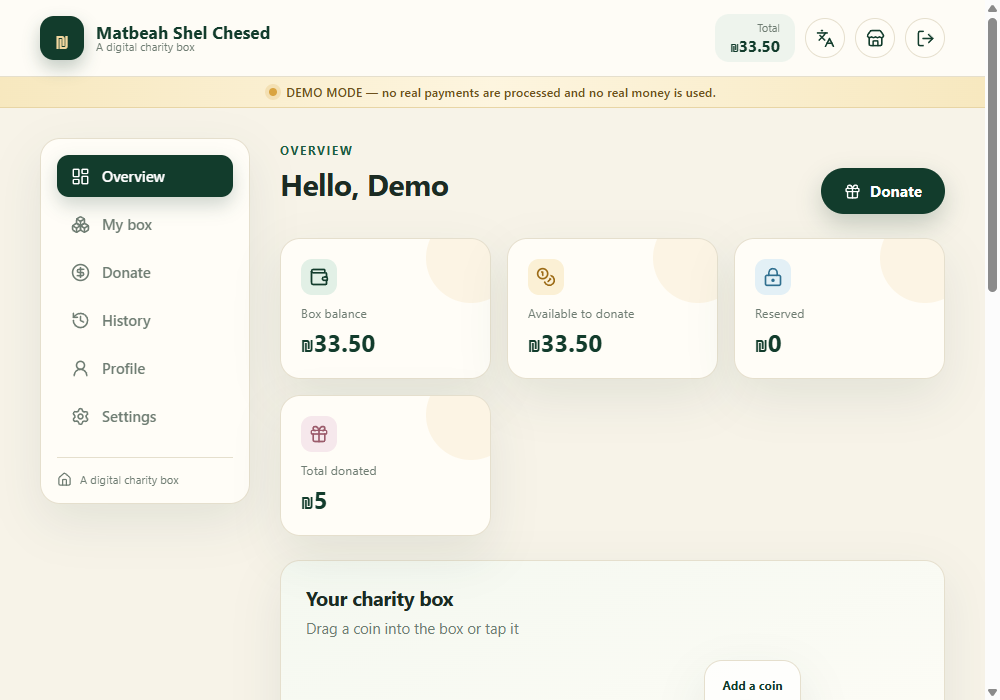 ₪
Matbeah Shel Chesed
A digital charity box
Total
₪33.50
DEMO MODE — no real payments are processed and no real money is used.
Overview
My box
Donate
History
Profile
Settings
A digital charity box
OVERVIEW
Hello, Demo
Donate
Box balance
₪33.50
Available to donate
₪33.50
Reserved
₪0
Total donated
₪5
Your charity box
Drag a coin into the box or tap it
Add a coin